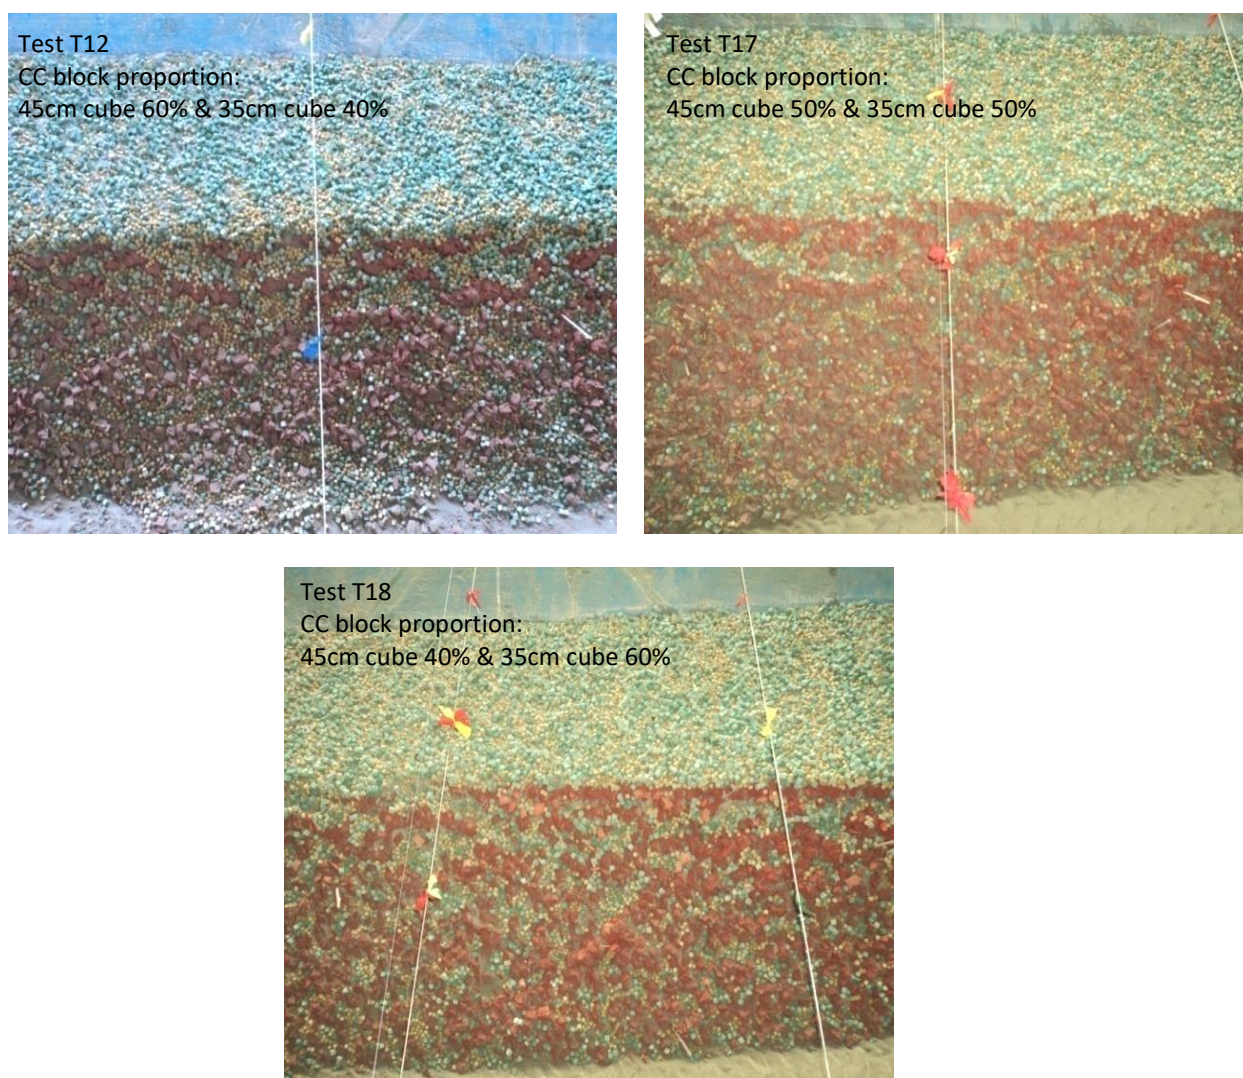 Test T12
CC block proportion:
45cm cube 60% & 35cm cube 40%
Test T17
CC block proportion:
45cm cube 50% & 35cm cube 50%
Test T18
CC block proportion:
45cm cube 40% & 35cm cube 60%